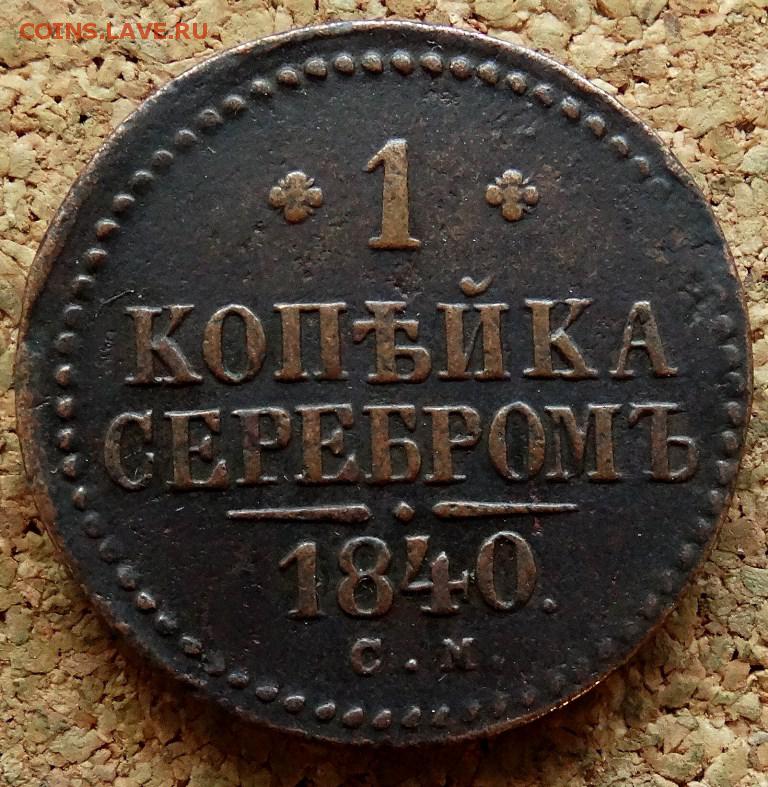 COINS.LAVE.RU
1
КОПѢЙКА
СЕРЕБРОМЪ
1840.
С.М.